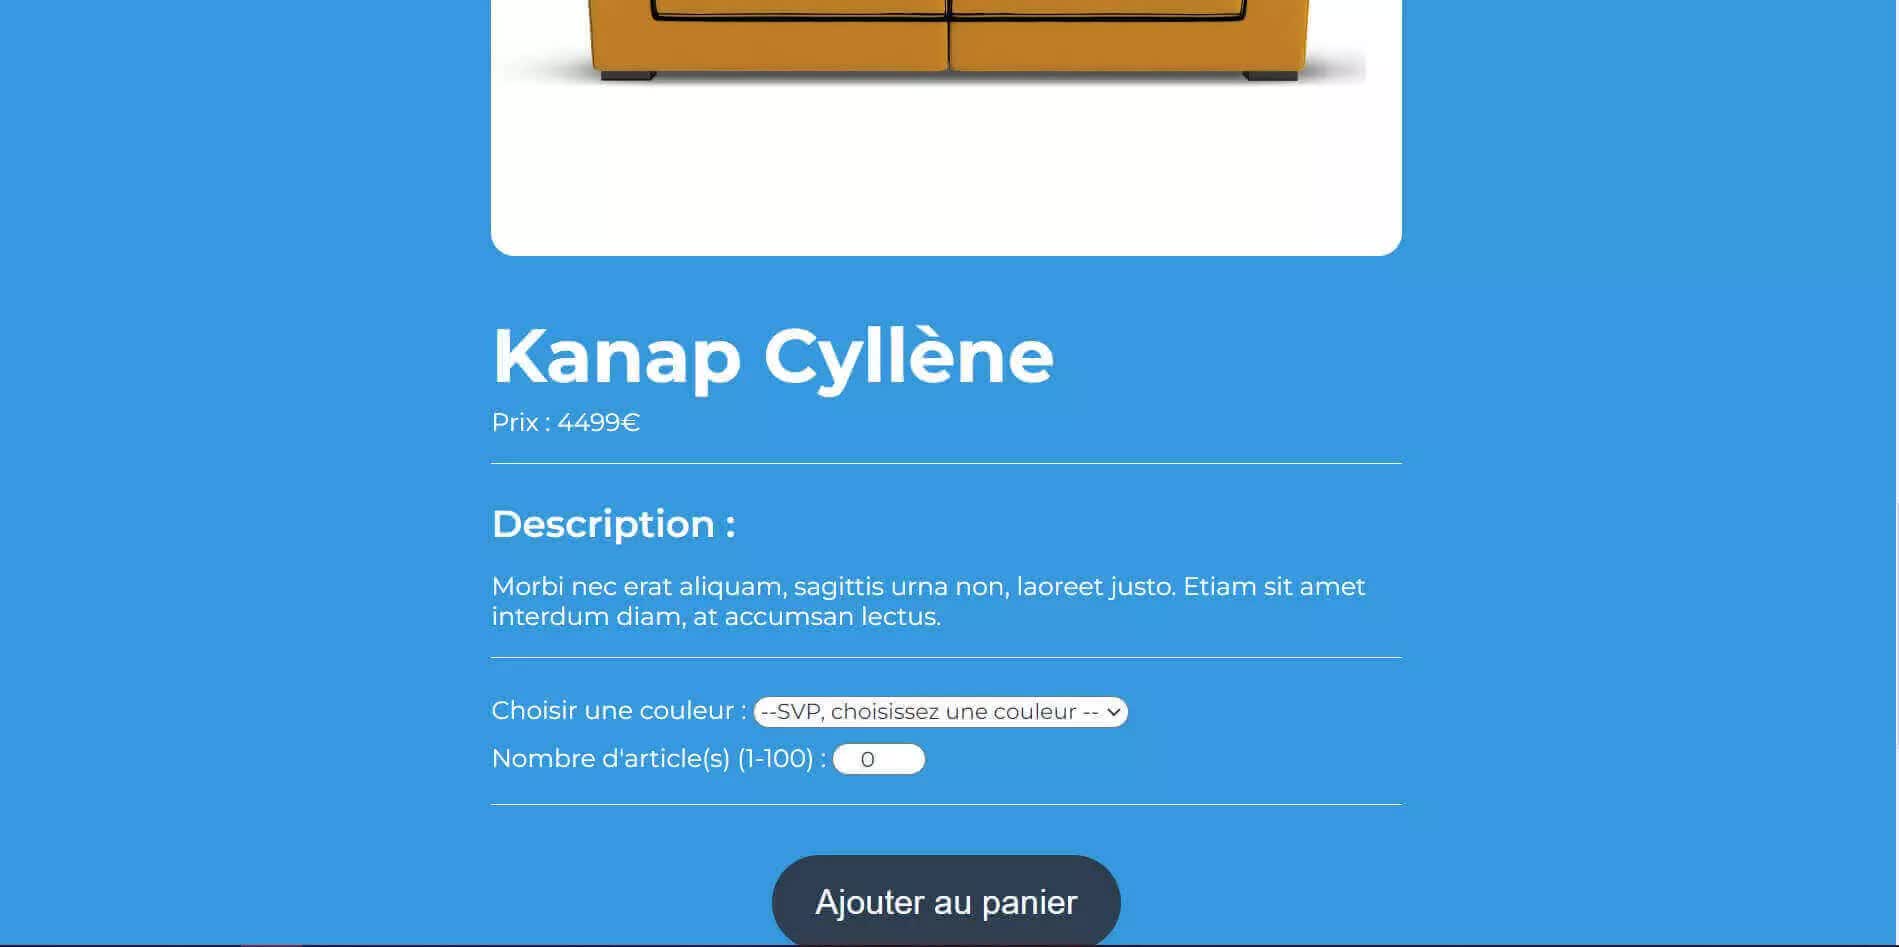 Kanap Cyllène
Prix : 4499€
Description :
Morbi nec erat aliquam, sagittis urna non, laoreet justo. Etiam sit amet
interdum diam, at accumsan lectus.
Choisir une couleur : --SVP, choisissez une couleur --
Nombre d'article(s) (1-100) : 0
Ajouter au panier